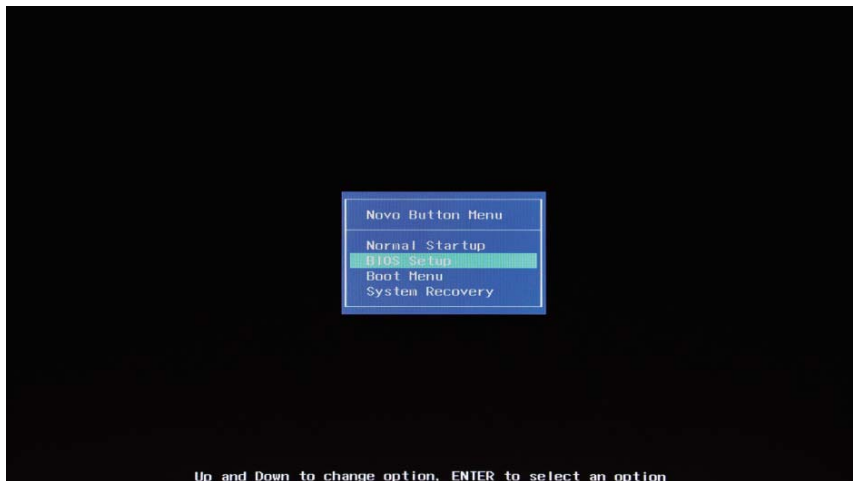 Novo Button Menu
Normal Startup
BIOS Setup
Boot Menu
System Recovery
Up and Down to change option, ENTER to select an option